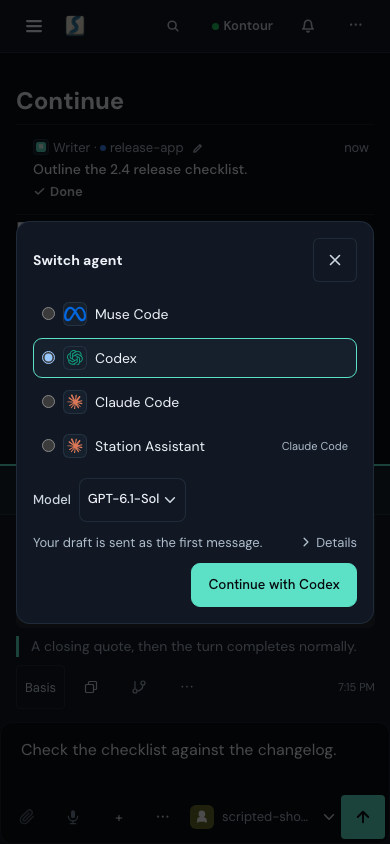 Kontour
Continue
Writer · release-app
now
Outline the 2.4 release checklist.
Done
Switch agent
Muse Code
Codex
Claude Code
Station Assistant
Claude Code
Model
GPT-6.1-Sol
Your draft is sent as the first message.
Details
Continue with Codex
A closing quote, then the turn completes normally.
Basis
7:15 PM
Check the checklist against the changelog.
scripted-sho...